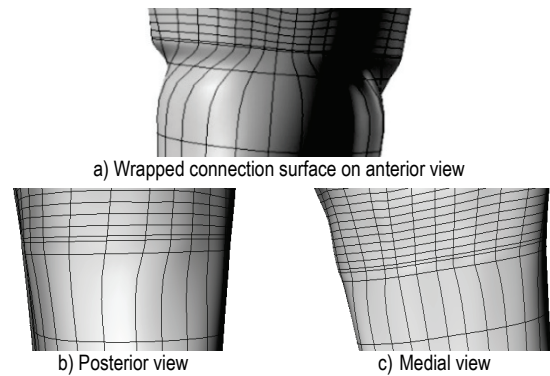 a) Wrapped connection surface on anterior view
b) Posterior view
c) Medial view